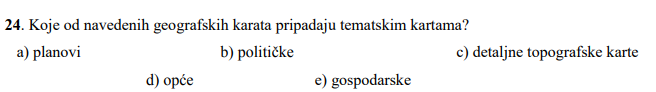 24. Koje od navedenih geografskih karata pripadaju tematskim kartama?
a) planovi b) političke c) detaljne topografske karte
d) opće e) gospodarske